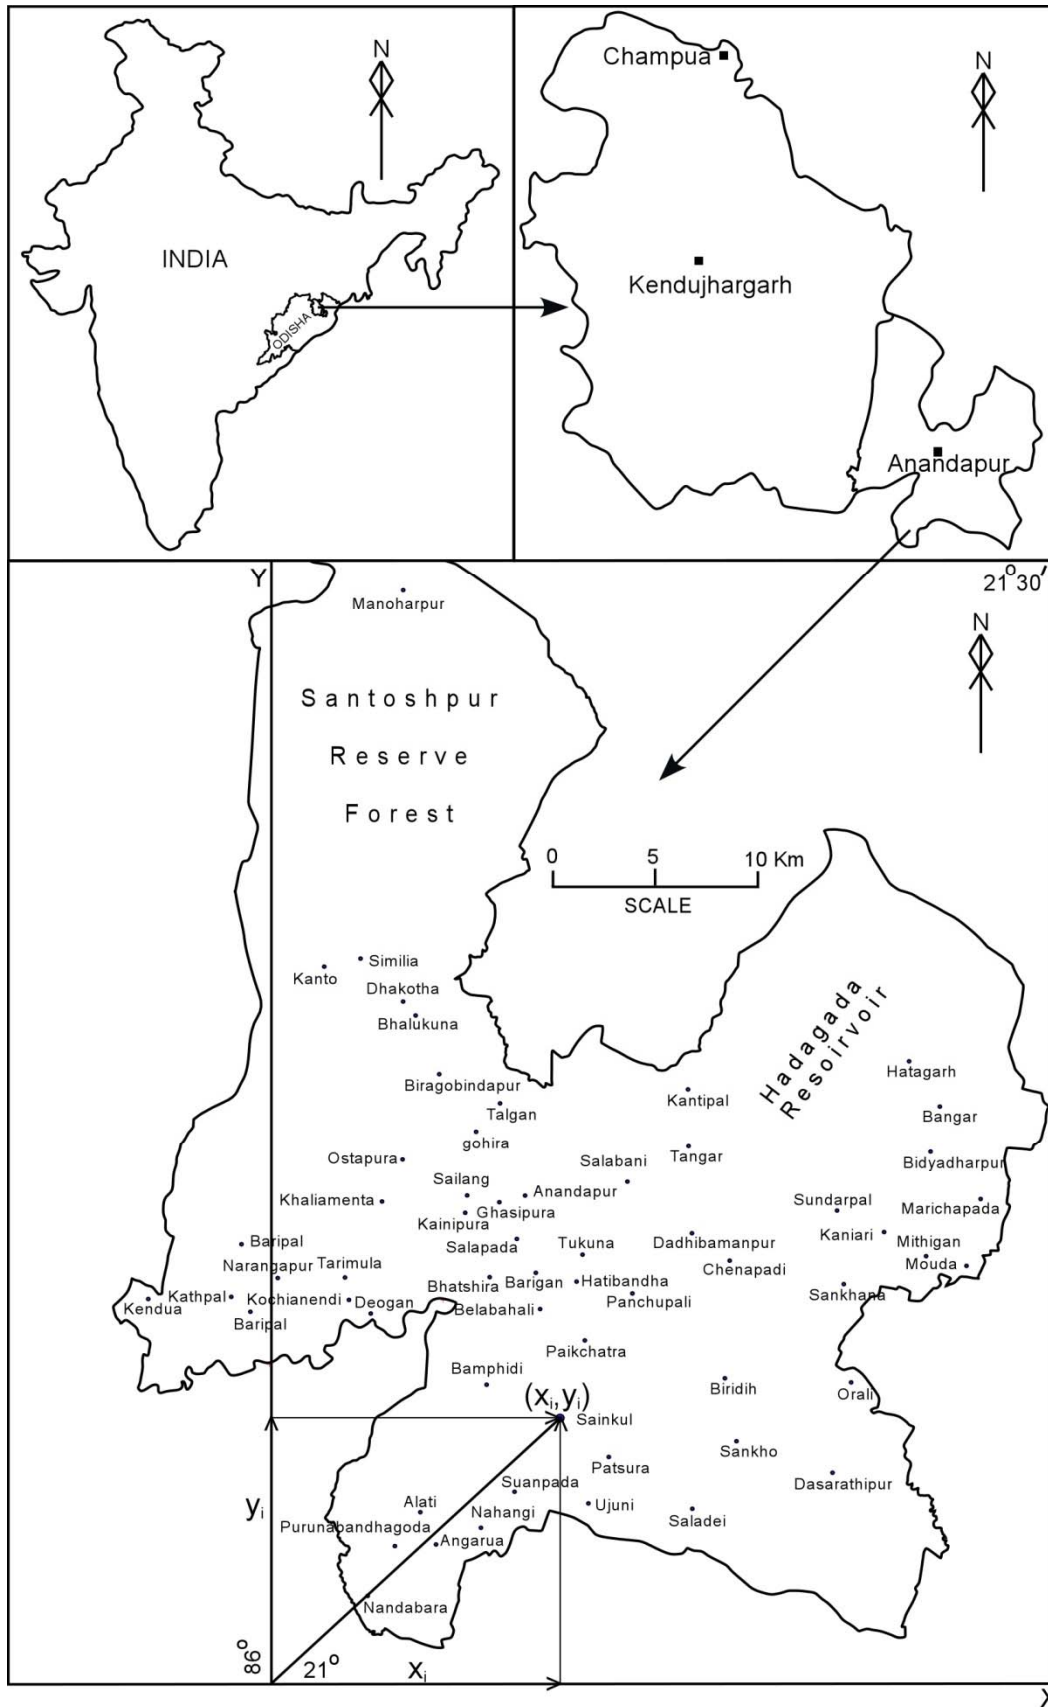 N
INDIA
ODISHA
Champua
N
Kendujhargarh
Anandapur
Y
21°30'
Manoharpur
N
Santoshpur
Reserve
Forest
0 5 10 Km
SCALE
Similia
Kanto
Dhakotha
Bhalukuna
Hadagada
Resoirvoir
Hatagarh
Biragobindapur
Kantipal
Talgan
Bangar
gohira
Ostapura
Salabani
Tangar
Bidyadharpur
Sailang
Anandapur
Khaliamenta
Ghasipura
Sundarpal
Marichapada
Kainipura
Kaniari
Baripal
Salapada
Tukuna
Dadhibamanpur
Mithigan
Narangapur
Tarimula
Chenapadi
Mouda
Bhatshira
Barigan
Hatibandha
Kendua
Kathpal
Kochianendi
Deogan
Belabahali
Panchupali
Sankhana
Baripal
Paikchatra
Bamphidi
Biridih
Orali
(xi,yi)
Sainkul
Sankho
Patsura
Dasarathipur
Suanpada
yi
Alati
Nahangi
Ujuni
Saladei
Purunabandhagoda
Angarua
Nandabara
86°
21°
xi
X